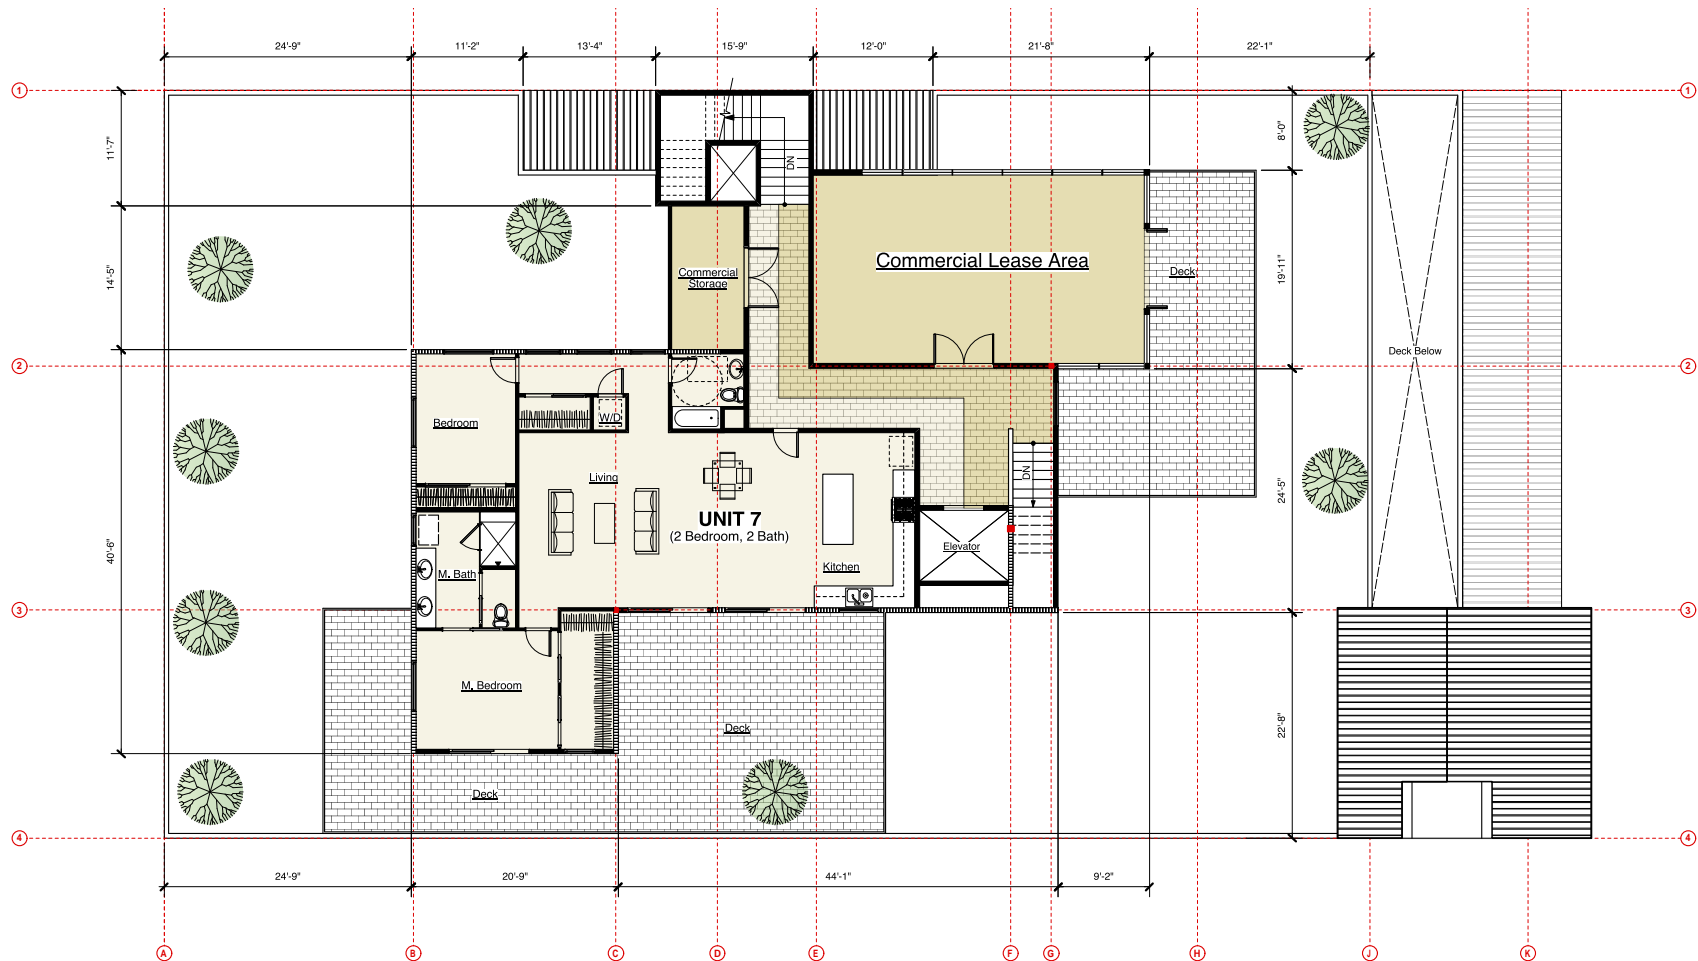 24'-9"
11'-2"
13'-4"
15'-9"
12'-0"
21'-8"
22'-1"
1
1
11'-7"
8'-0"
DN
14'-5"
Commercial Lease Area
Commercial
Storage
Deck
19'-11"
Deck Below
2
2
Bedroom
W/D
Living
DN
24'-5"
UNIT 7
(2 Bedroom, 2 Bath)
40'-6"
Elevator
Kitchen
M. Bath
3
3
M. Bedroom
Deck
22'-8"
Deck
4
4
24'-9"
20'-9"
44'-1"
9'-2"
A
B
C
D
E
F
G
H
J
K